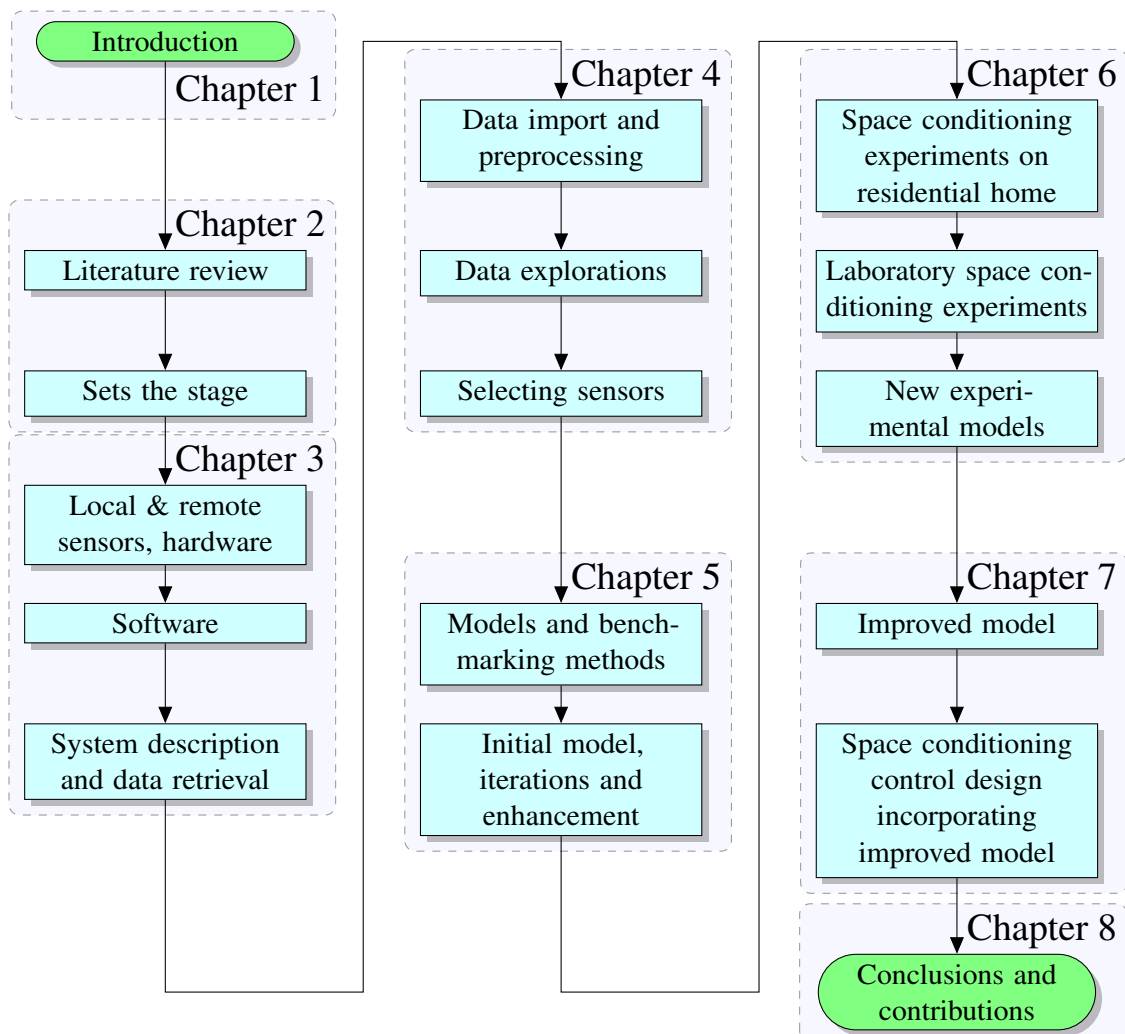 Introduction
Chapter 1
Chapter 2
Literature review
Sets the stage
Chapter 3
Local & remote
sensors, hardware
Software
System description
and data retrieval
Chapter 4
Data import and
preprocessing
Data explorations
Selecting sensors
Chapter 5
Models and bench-
marking methods
Initial model,
iterations and
enhancement
Chapter 6
Space conditioning
experiments on
residential home
Laboratory space con-
ditioning experiments
New experi-
mental models
Chapter 7
Improved model
Space conditioning
control design
incorporating
improved model
Chapter 8
Conclusions and
contributions